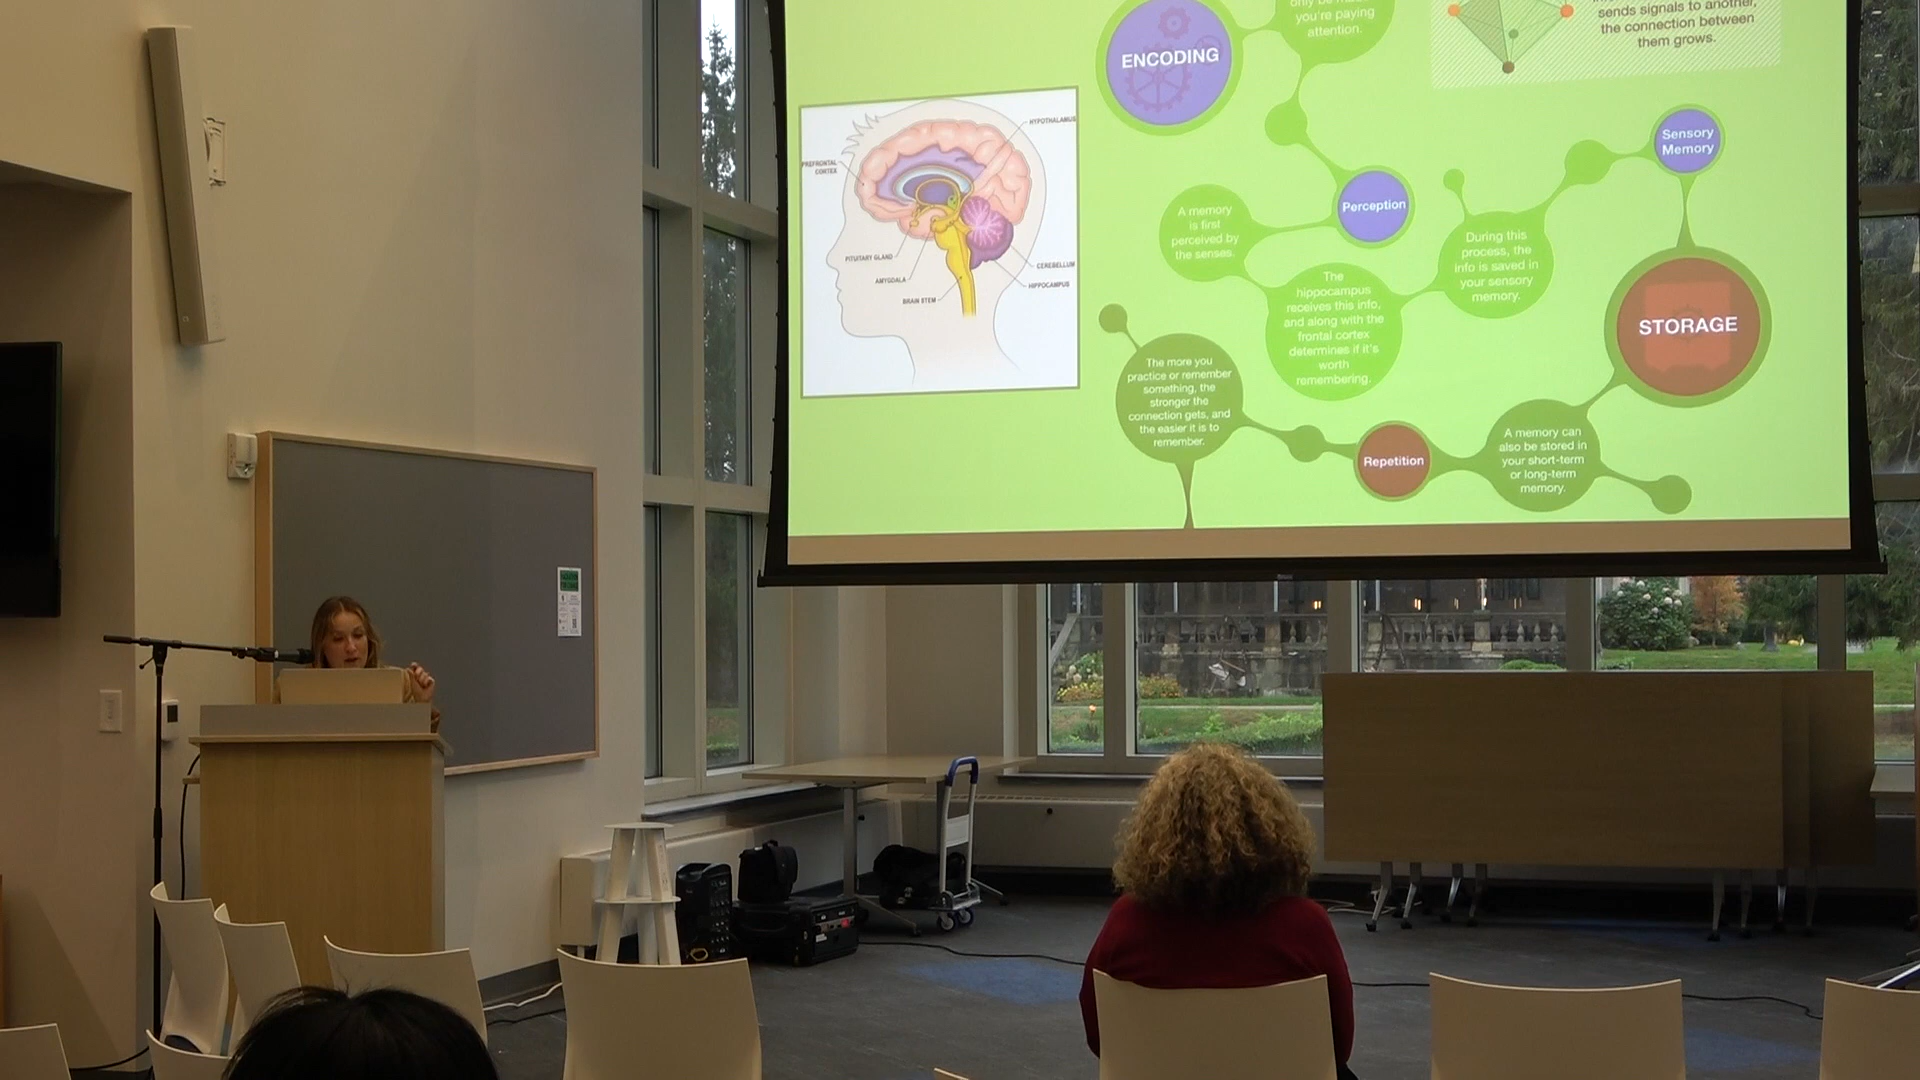 you're paying
attention.
ENCODING
sends signals to another,
the connection between
them grows.
HYPOTHALAMUS
PREFRONTAL
CORTEX
PITUITARY GLAND
AMYGDALA
BRAIN STEM
CEREBELLUM
HIPPOCAMPUS
Sensory
Memory
Perception
A memory
is first
perceived by
the senses.
The
hippocampus
receives this info,
and along with the
frontal cortex
determines if it's
worth
remembering.
During this
process, the
info is saved in
your sensory
memory.
STORAGE
The more you
practice or remember
something, the
stronger the
connection gets, and
the easier it is to
remember.
Repetition
A memory can
also be stored in
your short-term
or long-term
memory.